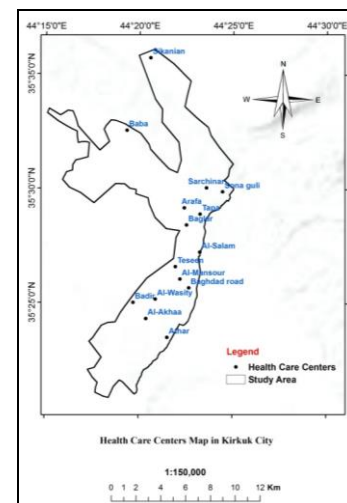 44°15'0"E 44°20'0"E 44°25'0"E 44°30'0"E
35°35'0"N
35°30'0"N
35°25'0"N
N
W E
S
Sikanian
Baba
Sarchinar
Sona guli
Arafa
Tapa
Baglar
Al-Salam
Teseen
Al-Mansour
Baghdad road
Al-Wasity
Badir
Al-Akhaa
Azhar
Legend
Health Care Centers
Study Area
Health Care Centers Map in Kirkuk City
1:150,000
0 1 2 4 6 8 10 12 Km